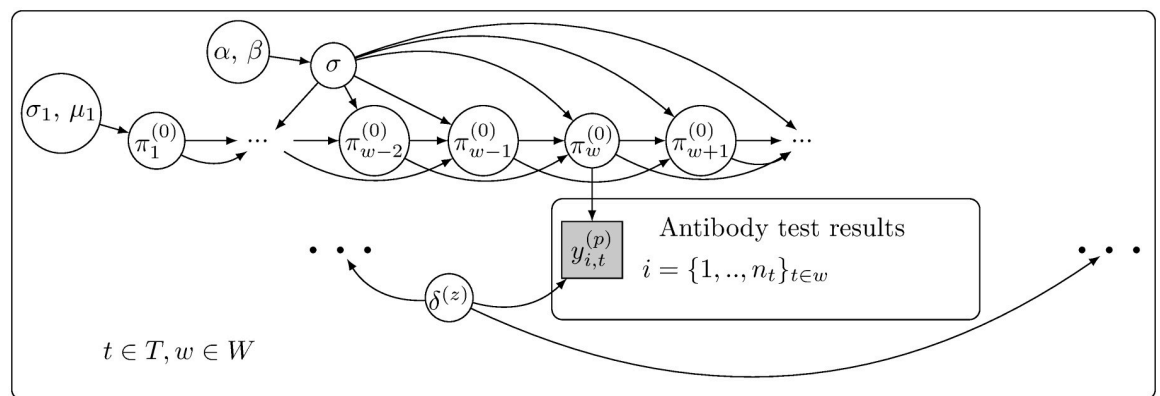 α, β
σ
σ₁, μ₁
π₁⁽⁰⁾
...
π_{w−2}^{(0)}
π_{w−1}^{(0)}
π_w^{(0)}
π_{w+1}^{(0)}
...
Antibody test results
y_{i,t}^{(p)}
i = {1, .., n_t}_{t∈w}
• • •
• • •
δ^{(z)}
t ∈ T, w ∈ W